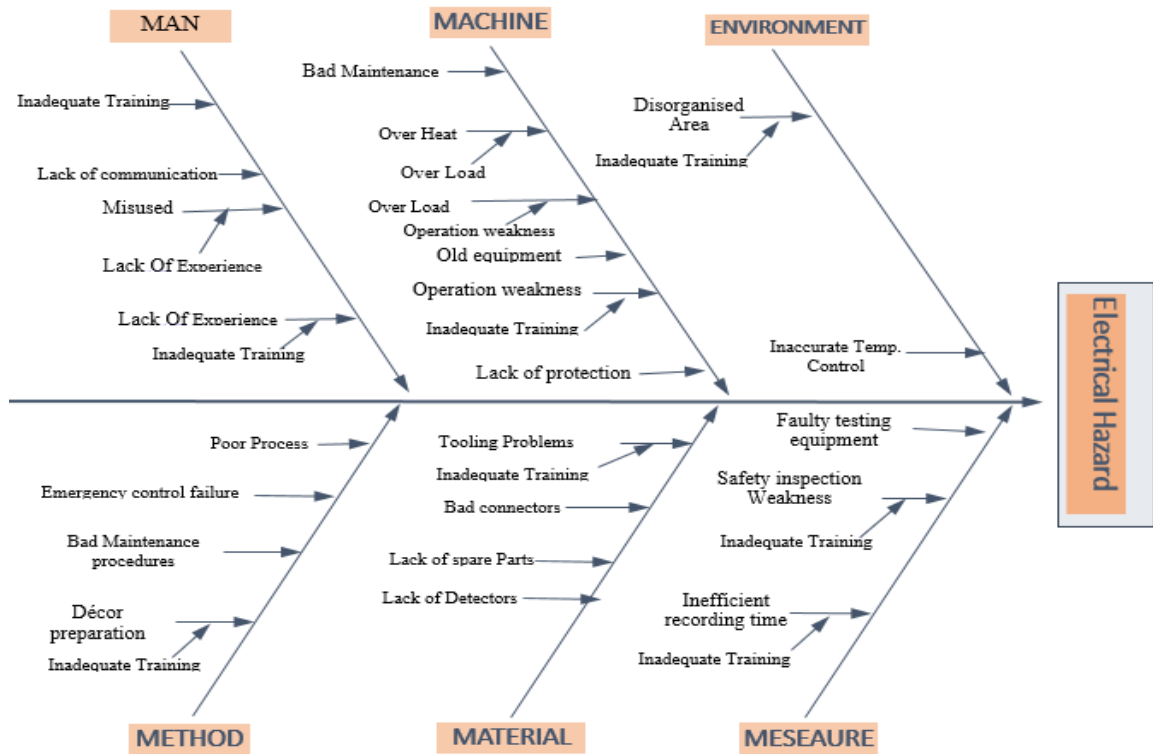 MAN
MACHINE
ENVIRONMENT
Inadequate Training
Lack of communication
Misused
Lack Of Experience
Lack Of Experience
Inadequate Training
Bad Maintenance
Over Heat
Over Load
Over Load
Operation weakness
Old equipment
Operation weakness
Inadequate Training
Lack of protection
Disorganised
Area
Inadequate Training
Inaccurate Temp.
Control
Electrical Hazard
Poor Process
Emergency control failure
Bad Maintenance
procedures
Décor
preparation
Inadequate Training
Tooling Problems
Inadequate Training
Bad connectors
Lack of spare Parts
Lack of Detectors
Faulty testing
equipment
Safety inspection
Weakness
Inadequate Training
Inefficient
recording time
Inadequate Training
METHOD
MATERIAL
MESEAURE